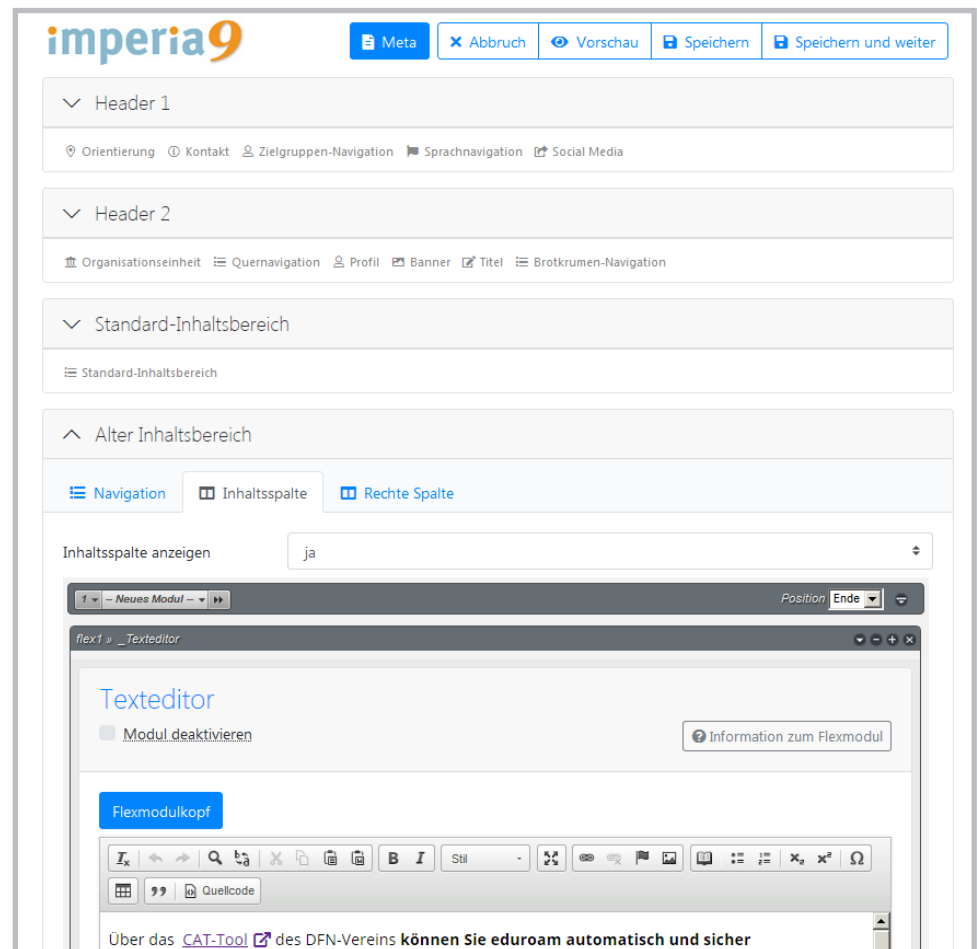 imperia9
Meta Abbruch Vorschau Speichern Speichern und weiter
Header 1
Orientierung Kontakt Zielgruppen-Navigation Sprachnavigation Social Media
Header 2
Organisationseinheit Quernavigation Profil Banner Titel Brotkrumen-Navigation
Standard-Inhaltsbereich
Standard-Inhaltsbereich
Alter Inhaltsbereich
Navigation Inhaltsspalte Rechte Spalte
Inhaltsspalte anzeigen ja
1 – Neues Modul – Position Ende
flex1 » _Texteditor
Texteditor
Modul deaktivieren
Information zum Flexmodul
Flexmodulkopf
Stil
Quellcode
Über das CAT-Tool des DFN-Vereins können Sie eduroam automatisch und sicher